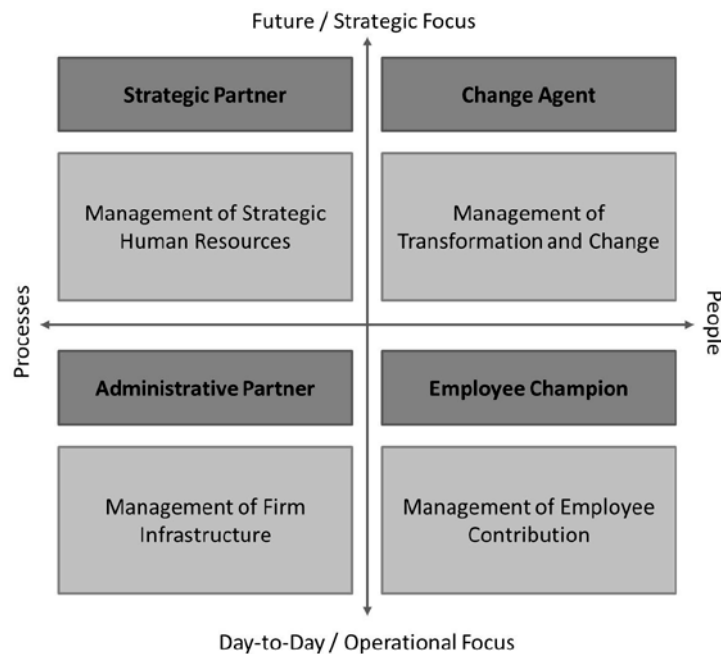 Future / Strategic Focus
Strategic Partner
Change Agent
Management of Strategic
Human Resources
Management of
Transformation and Change
Processes
People
Administrative Partner
Employee Champion
Management of Firm
Infrastructure
Management of Employee
Contribution
Day-to-Day / Operational Focus